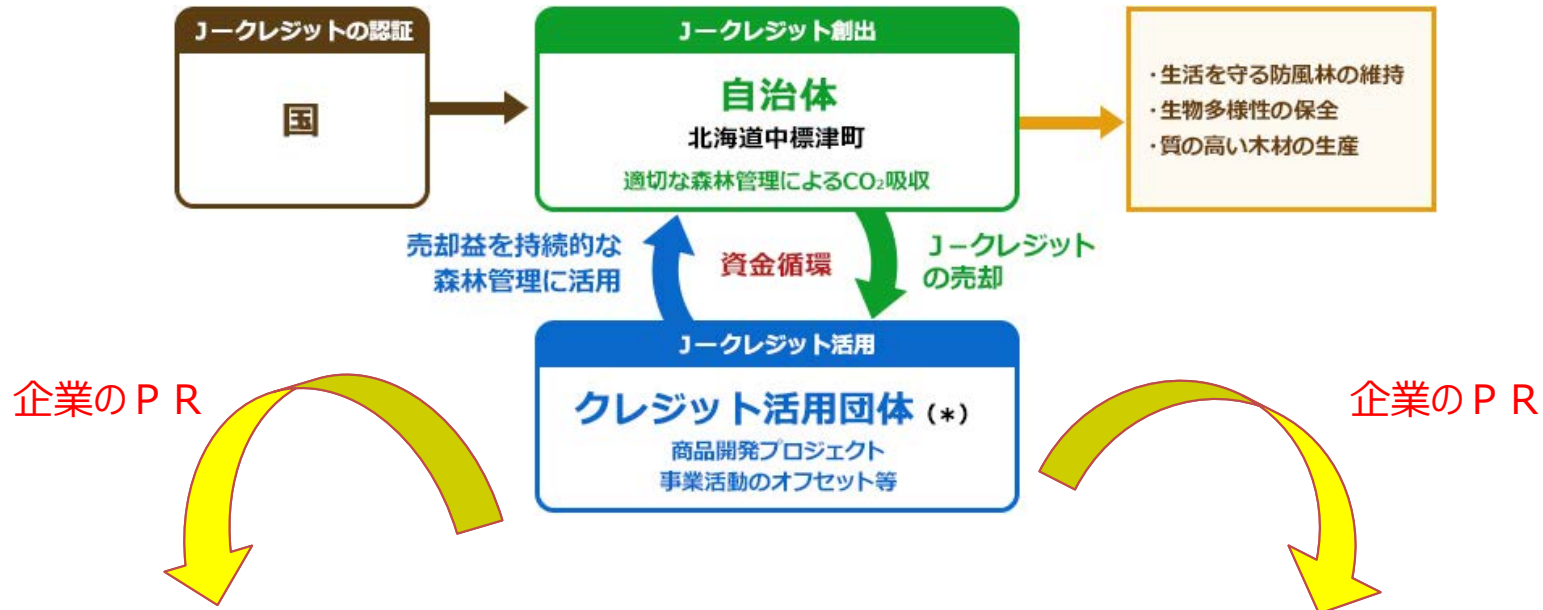 Jークレジットの認証
国
Jークレジット創出
自治体
北海道中標津町
適切な森林管理によるCO₂吸収
・生活を守る防風林の維持
・生物多様性の保全
・質の高い木材の生産
売却益を持続的な
森林管理に活用
資金循環
J－クレジット
の売却
Jークレジット活用
クレジット活用団体（*）
商品開発プロジェクト
事業活動のオフセット等
企業のＰＲ
企業のＰＲ